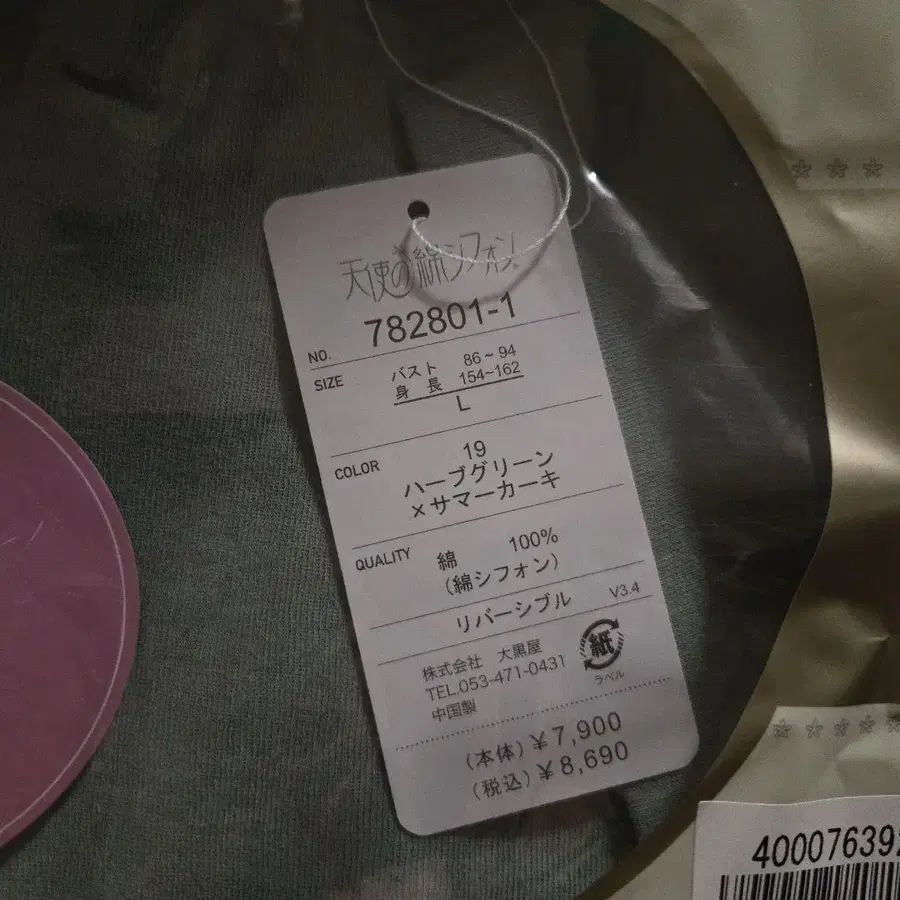 天使の綿シフォン
NO. 782801-1
SIZE バスト 86~94
身長 154~162
L
COLOR 19
ハーブグリーン
×サマーカーキ
QUALITY 綿 100%
(綿シフォン)
リバーシブル V3.4
株式会社 大黒屋
TEL.053-471-0431
中国製
紙
ラベル
(本体)¥7,900
(税込)¥8,690
40007639